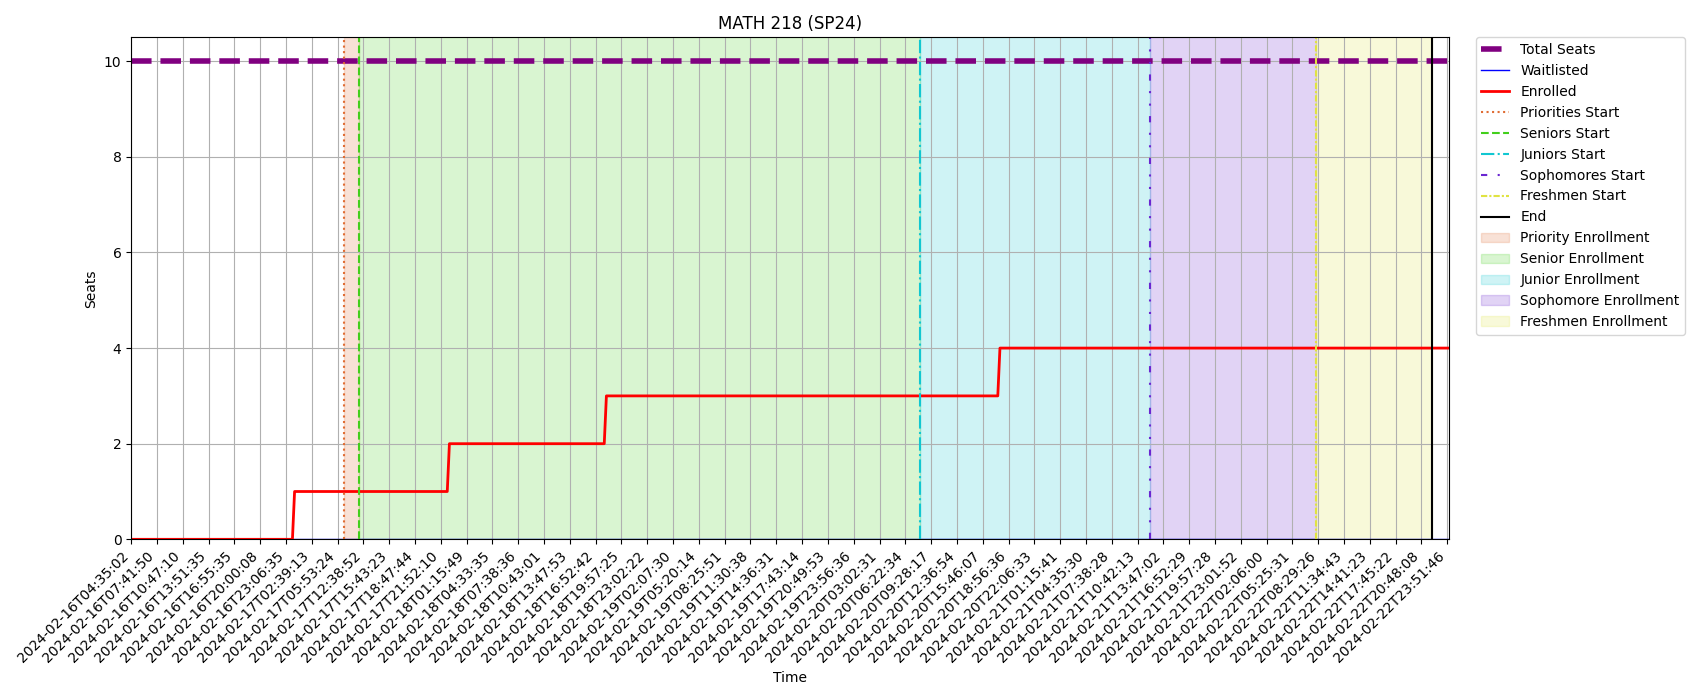 MATH 218 (SP24)
10
8
6
4
2
0
Seats
2024-02-16T04:35:02
2024-02-16T07:41:50
2024-02-16T10:47:10
2024-02-16T13:51:35
2024-02-16T16:55:35
2024-02-16T20:00:08
2024-02-16T23:06:35
2024-02-17T02:39:13
2024-02-17T05:53:24
2024-02-17T12:38:52
2024-02-17T15:43:23
2024-02-17T18:47:44
2024-02-17T21:52:10
2024-02-18T01:15:49
2024-02-18T04:33:35
2024-02-18T07:38:36
2024-02-18T10:43:01
2024-02-18T13:47:53
2024-02-18T16:52:42
2024-02-18T19:57:25
2024-02-18T23:02:22
2024-02-19T02:07:30
2024-02-19T05:20:14
2024-02-19T08:25:51
2024-02-19T11:30:38
2024-02-19T14:36:31
2024-02-19T17:43:14
2024-02-19T20:49:53
2024-02-19T23:56:36
2024-02-20T03:02:31
2024-02-20T06:22:34
2024-02-20T09:28:17
2024-02-20T12:36:54
2024-02-20T15:46:07
2024-02-20T18:56:36
2024-02-20T22:06:33
2024-02-21T01:15:41
2024-02-21T04:35:30
2024-02-21T07:38:28
2024-02-21T10:42:13
2024-02-21T13:47:02
2024-02-21T16:52:29
2024-02-21T19:57:28
2024-02-21T23:01:52
2024-02-22T02:06:00
2024-02-22T05:25:31
2024-02-22T08:29:26
2024-02-22T11:34:43
2024-02-22T14:41:23
2024-02-22T17:45:22
2024-02-22T20:48:08
2024-02-22T23:51:46
Time
Total Seats
Waitlisted
Enrolled
Priorities Start
Seniors Start
Juniors Start
Sophomores Start
Freshmen Start
End
Priority Enrollment
Senior Enrollment
Junior Enrollment
Sophomore Enrollment
Freshmen Enrollment